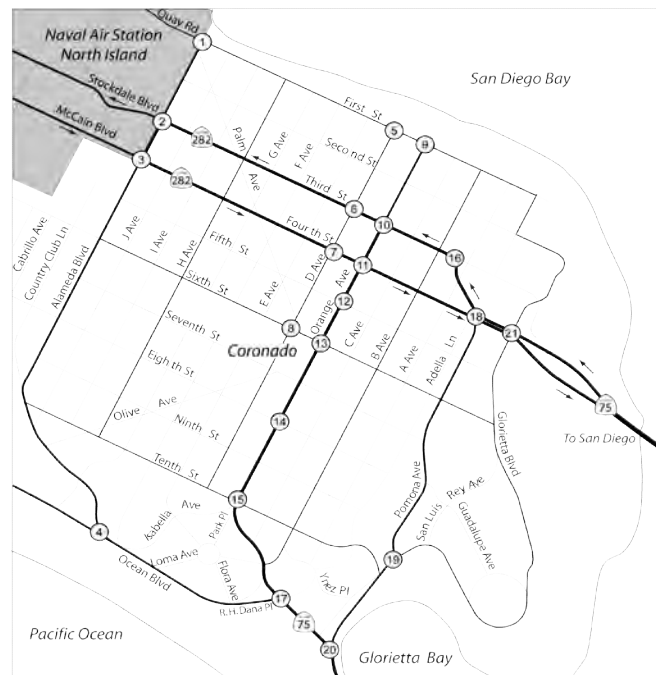 Quay Rd
Naval Air Station
North Island
1
San Diego Bay
Stockdale Blvd
First St
5
9
McCain Blvd
2
282
Palm
Ave
G Ave
F Ave
Second St
3
282
Third St
6
10
J Ave
I Ave
H Ave
Fifth St
Fourth St
7
11
16
Cabrillo Ave
Country Club Ln
Alameda Blvd
Sixth St
E Ave
D Ave
Orange Ave
12
C Ave
B Ave
A Ave
Adella Ln
18
21
Seventh St
8
Coronado
13
Eighth St
75
To San Diego
Olive Ave
Ninth St
14
Glorietta Blvd
Tenth St
15
Pomona Ave
San Luis Rey Ave
Guadalupe Ave
4
Isabella Ave
Park Pl
Loma Ave
Ocean Blvd
Flora Ave
Ynez Pl
19
R.H. Dana Pl
17
75
Pacific Ocean
20
Glorietta Bay